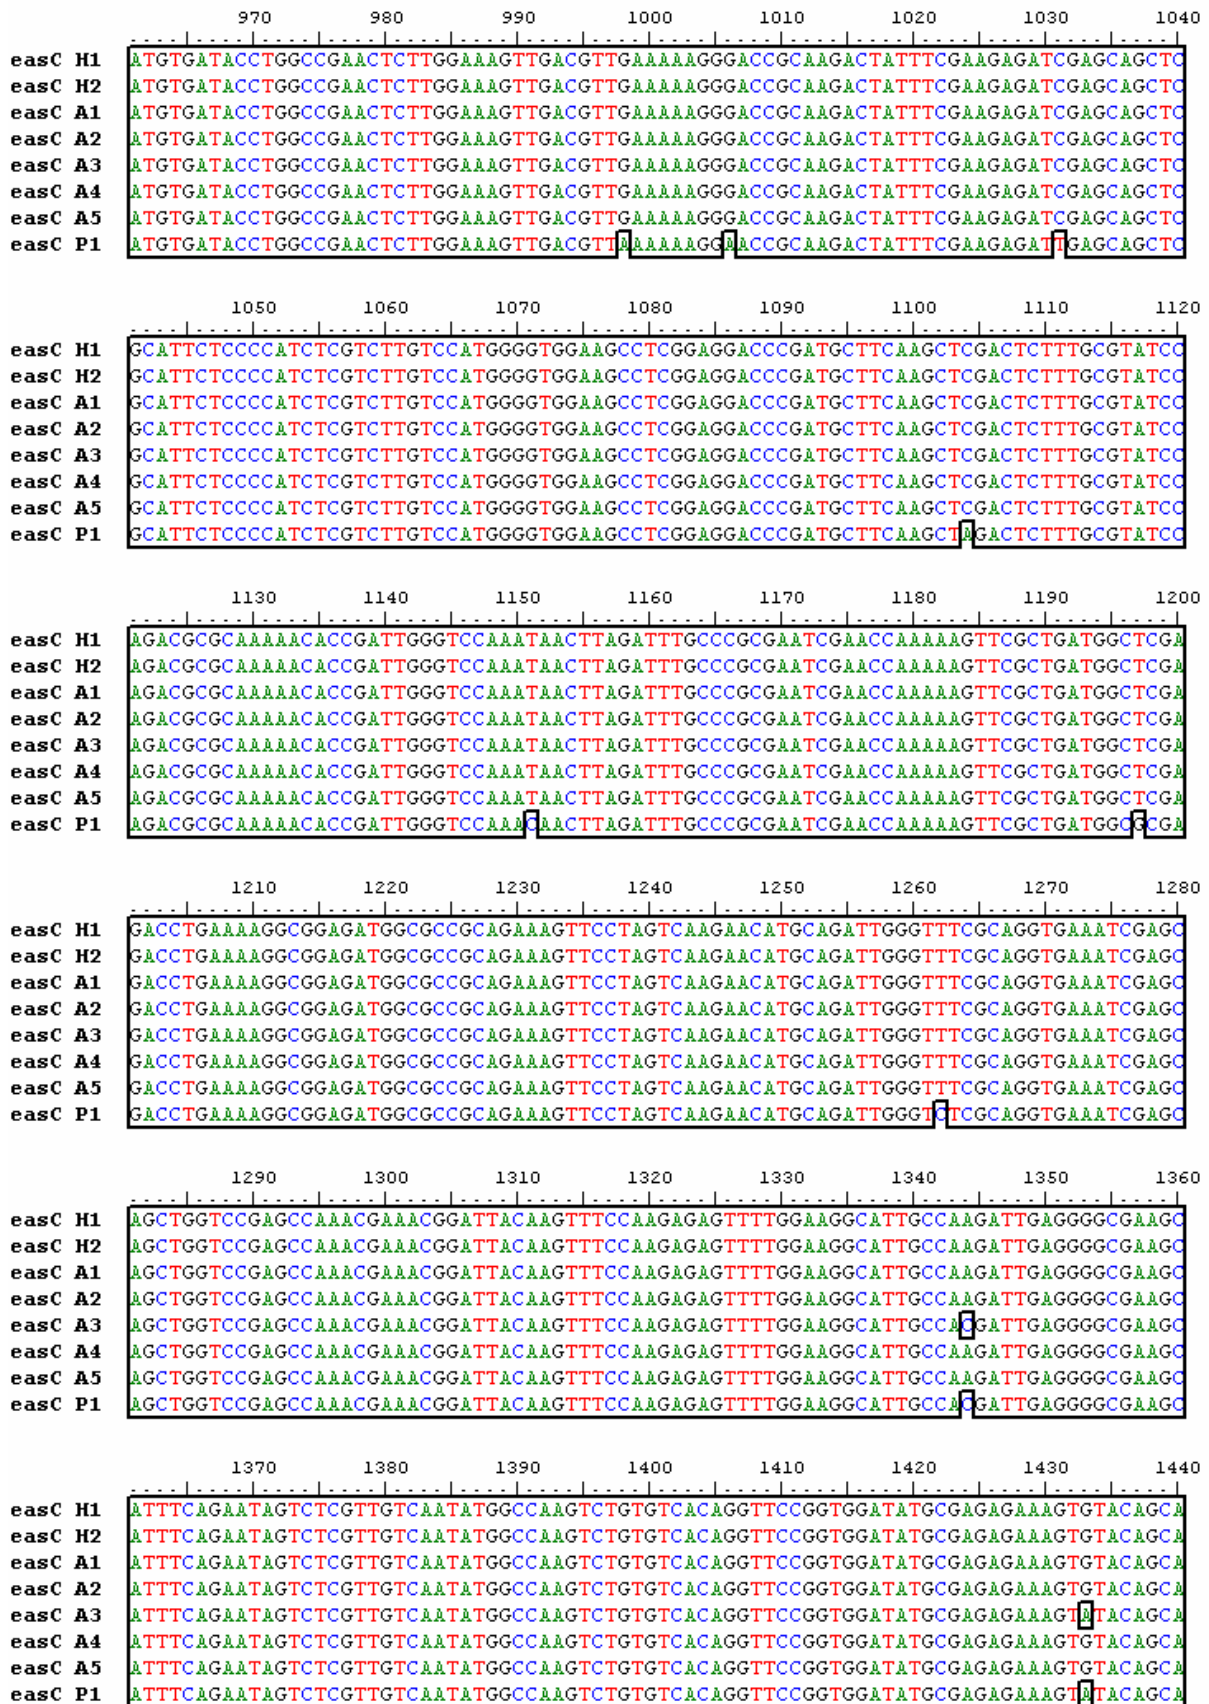 970 980 990 1000 1010 1020 1030 1040
easC H1 ATGTGATACCTGGCCGAACTCTTGGAAAGTTGACGTTGAAAAAGGGACCGCAAGACTATTTCGAAGAGATCGAGCAGCTC
easC H2 ATGTGATACCTGGCCGAACTCTTGGAAAGTTGACGTTGAAAAAGGGACCGCAAGACTATTTCGAAGAGATCGAGCAGCTC
easC A1 ATGTGATACCTGGCCGAACTCTTGGAAAGTTGACGTTGAAAAAGGGACCGCAAGACTATTTCGAAGAGATCGAGCAGCTC
easC A2 ATGTGATACCTGGCCGAACTCTTGGAAAGTTGACGTTGAAAAAGGGACCGCAAGACTATTTCGAAGAGATCGAGCAGCTC
easC A3 ATGTGATACCTGGCCGAACTCTTGGAAAGTTGACGTTGAAAAAGGGACCGCAAGACTATTTCGAAGAGATCGAGCAGCTC
easC A4 ATGTGATACCTGGCCGAACTCTTGGAAAGTTGACGTTGAAAAAGGGACCGCAAGACTATTTCGAAGAGATCGAGCAGCTC
easC A5 ATGTGATACCTGGCCGAACTCTTGGAAAGTTGACGTTGAAAAAGGGACCGCAAGACTATTTCGAAGAGATCGAGCAGCTC
easC P1 ATGTGATACCTGGCCGAACTCTTGGAAAGTTGACGTTAAAAAAGGAACCGCAAGACTATTTCGAAGAGATTGAGCAGCTC
1050 1060 1070 1080 1090 1100 1110 1120
easC H1 GCATTCTCCCCATCTCGTCTTGTCCATGGGGTGGAAGCCTCGGAGGACCCGATGCTTCAAGCTCGACTCTTTGCGTATCC
easC H2 GCATTCTCCCCATCTCGTCTTGTCCATGGGGTGGAAGCCTCGGAGGACCCGATGCTTCAAGCTCGACTCTTTGCGTATCC
easC A1 GCATTCTCCCCATCTCGTCTTGTCCATGGGGTGGAAGCCTCGGAGGACCCGATGCTTCAAGCTCGACTCTTTGCGTATCC
easC A2 GCATTCTCCCCATCTCGTCTTGTCCATGGGGTGGAAGCCTCGGAGGACCCGATGCTTCAAGCTCGACTCTTTGCGTATCC
easC A3 GCATTCTCCCCATCTCGTCTTGTCCATGGGGTGGAAGCCTCGGAGGACCCGATGCTTCAAGCTCGACTCTTTGCGTATCC
easC A4 GCATTCTCCCCATCTCGTCTTGTCCATGGGGTGGAAGCCTCGGAGGACCCGATGCTTCAAGCTCGACTCTTTGCGTATCC
easC A5 GCATTCTCCCCATCTCGTCTTGTCCATGGGGTGGAAGCCTCGGAGGACCCGATGCTTCAAGCTCGACTCTTTGCGTATCC
easC P1 GCATTCTCCCCATCTCGTCTTGTCCATGGGGTGGAAGCCTCGGAGGACCCGATGCTTCAAGCTAGACTCTTTGCGTATCC
1130 1140 1150 1160 1170 1180 1190 1200
easC H1 AGACGCGCAAAAACACCGATTGGGTCCAAATAACTTAGATTTGCCCGCGAATCGAACCAAAAAGTTCGCTGATGGCTCGA
easC H2 AGACGCGCAAAAACACCGATTGGGTCCAAATAACTTAGATTTGCCCGCGAATCGAACCAAAAAGTTCGCTGATGGCTCGA
easC A1 AGACGCGCAAAAACACCGATTGGGTCCAAATAACTTAGATTTGCCCGCGAATCGAACCAAAAAGTTCGCTGATGGCTCGA
easC A2 AGACGCGCAAAAACACCGATTGGGTCCAAATAACTTAGATTTGCCCGCGAATCGAACCAAAAAGTTCGCTGATGGCTCGA
easC A3 AGACGCGCAAAAACACCGATTGGGTCCAAATAACTTAGATTTGCCCGCGAATCGAACCAAAAAGTTCGCTGATGGCTCGA
easC A4 AGACGCGCAAAAACACCGATTGGGTCCAAATAACTTAGATTTGCCCGCGAATCGAACCAAAAAGTTCGCTGATGGCTCGA
easC A5 AGACGCGCAAAAACACCGATTGGGTCCAAATAACTTAGATTTGCCCGCGAATCGAACCAAAAAGTTCGCTGATGGCTCGA
easC P1 AGACGCGCAAAAACACCGATTGGGTCCAAACAACTTAGATTTGCCCGCGAATCGAACCAAAAAGTTCGCTGATGGCGCGA
1210 1220 1230 1240 1250 1260 1270 1280
easC H1 GACCTGAAAAGGCGGAGATGGCGCCGCAGAAAGTTCCTAGTCAAGAACATGCAGATTGGGTTTCGCAGGTGAAATCGAGC
easC H2 GACCTGAAAAGGCGGAGATGGCGCCGCAGAAAGTTCCTAGTCAAGAACATGCAGATTGGGTTTCGCAGGTGAAATCGAGC
easC A1 GACCTGAAAAGGCGGAGATGGCGCCGCAGAAAGTTCCTAGTCAAGAACATGCAGATTGGGTTTCGCAGGTGAAATCGAGC
easC A2 GACCTGAAAAGGCGGAGATGGCGCCGCAGAAAGTTCCTAGTCAAGAACATGCAGATTGGGTTTCGCAGGTGAAATCGAGC
easC A3 GACCTGAAAAGGCGGAGATGGCGCCGCAGAAAGTTCCTAGTCAAGAACATGCAGATTGGGTTTCGCAGGTGAAATCGAGC
easC A4 GACCTGAAAAGGCGGAGATGGCGCCGCAGAAAGTTCCTAGTCAAGAACATGCAGATTGGGTTTCGCAGGTGAAATCGAGC
easC A5 GACCTGAAAAGGCGGAGATGGCGCCGCAGAAAGTTCCTAGTCAAGAACATGCAGATTGGGTTTCGCAGGTGAAATCGAGC
easC P1 GACCTGAAAAGGCGGAGATGGCGCCGCAGAAAGTTCCTAGTCAAGAACATGCAGATTGGGTCTCGCAGGTGAAATCGAGC
1290 1300 1310 1320 1330 1340 1350 1360
easC H1 AGCTGGTCCGAGCCAAACGAAACGGATTACAAGTTTCCAAGAGAGTTTTGGAAGGCATTGCCAAGATTGAGGGGCGAAGC
easC H2 AGCTGGTCCGAGCCAAACGAAACGGATTACAAGTTTCCAAGAGAGTTTTGGAAGGCATTGCCAAGATTGAGGGGCGAAGC
easC A1 AGCTGGTCCGAGCCAAACGAAACGGATTACAAGTTTCCAAGAGAGTTTTGGAAGGCATTGCCAAGATTGAGGGGCGAAGC
easC A2 AGCTGGTCCGAGCCAAACGAAACGGATTACAAGTTTCCAAGAGAGTTTTGGAAGGCATTGCCAAGATTGAGGGGCGAAGC
easC A3 AGCTGGTCCGAGCCAAACGAAACGGATTACAAGTTTCCAAGAGAGTTTTGGAAGGCATTGCCACGATTGAGGGGCGAAGC
easC A4 AGCTGGTCCGAGCCAAACGAAACGGATTACAAGTTTCCAAGAGAGTTTTGGAAGGCATTGCCAAGATTGAGGGGCGAAGC
easC A5 AGCTGGTCCGAGCCAAACGAAACGGATTACAAGTTTCCAAGAGAGTTTTGGAAGGCATTGCCAAGATTGAGGGGCGAAGC
easC P1 AGCTGGTCCGAGCCAAACGAAACGGATTACAAGTTTCCAAGAGAGTTTTGGAAGGCATTGCCACGATTGAGGGGCGAAGC
1370 1380 1390 1400 1410 1420 1430 1440
easC H1 ATTTCAGAATAGTCTCGTTGTCAATATGGCCAAGTCTGTGTCACAGGTTCCGGTGGATATGCGAGAGAAAGTGTACAGCA
easC H2 ATTTCAGAATAGTCTCGTTGTCAATATGGCCAAGTCTGTGTCACAGGTTCCGGTGGATATGCGAGAGAAAGTGTACAGCA
easC A1 ATTTCAGAATAGTCTCGTTGTCAATATGGCCAAGTCTGTGTCACAGGTTCCGGTGGATATGCGAGAGAAAGTGTACAGCA
easC A2 ATTTCAGAATAGTCTCGTTGTCAATATGGCCAAGTCTGTGTCACAGGTTCCGGTGGATATGCGAGAGAAAGTGTACAGCA
easC A3 ATTTCAGAATAGTCTCGTTGTCAATATGGCCAAGTCTGTGTCACAGGTTCCGGTGGATATGCGAGAGAAAGTATACAGCA
easC A4 ATTTCAGAATAGTCTCGTTGTCAATATGGCCAAGTCTGTGTCACAGGTTCCGGTGGATATGCGAGAGAAAGTGTACAGCA
easC A5 ATTTCAGAATAGTCTCGTTGTCAATATGGCCAAGTCTGTGTCACAGGTTCCGGTGGATATGCGAGAGAAAGTGTACAGCA
easC P1 ATTTCAGAATAGTCTCGTTGTCAATATGGCCAAGTCTGTGTCACAGGTTCCGGTGGATATGCGAGAGAAAGTATACAGCA